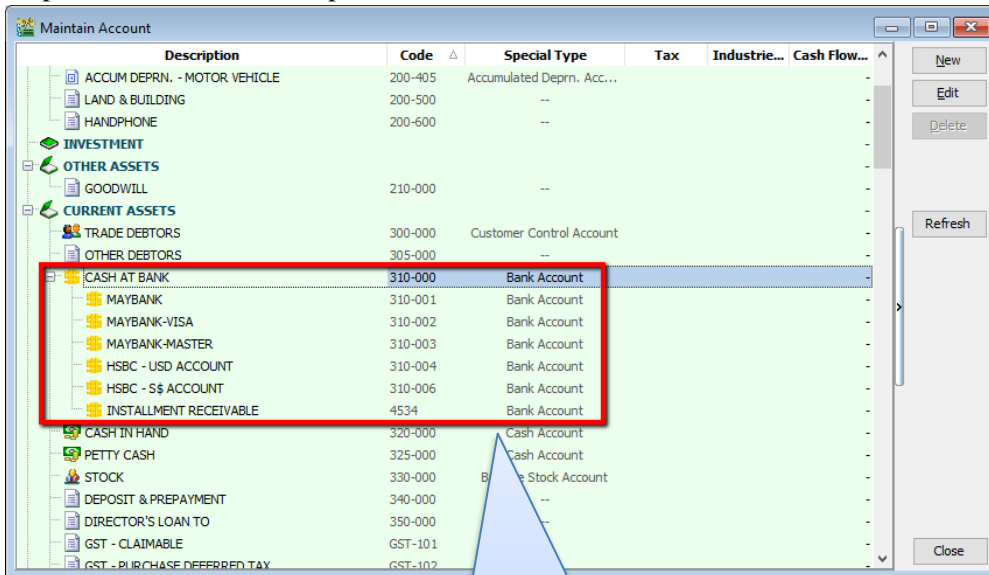 Maintain Account
Description Code Special Type Tax Industrie... Cash Flow...
New
ACCUM DEPRN. - MOTOR VEHICLE 200-405 Accumulated Deprn. Acc... -
Edit
LAND & BUILDING 200-500 -- -
HANDPHONE 200-600 -- -
Delete
INVESTMENT -
OTHER ASSETS -
GOODWILL 210-000 -- -
CURRENT ASSETS -
Refresh
TRADE DEBTORS 300-000 Customer Control Account -
OTHER DEBTORS 305-000 -- -
CASH AT BANK 310-000 Bank Account -
MAYBANK 310-001 Bank Account -
MAYBANK-VISA 310-002 Bank Account -
MAYBANK-MASTER 310-003 Bank Account -
HSBC - USD ACCOUNT 310-004 Bank Account -
HSBC - S$ ACCOUNT 310-006 Bank Account -
INSTALLMENT RECEIVABLE 4534 Bank Account -
CASH IN HAND 320-000 Cash Account -
PETTY CASH 325-000 Cash Account -
STOCK 330-000 Stock Account -
DEPOSIT & PREPAYMENT 340-000 -- -
DIRECTOR'S LOAN TO 350-000 -- -
GST - CLAIMABLE GST-101 -
Close
GST - PURCHASE DEFERRED TAX GST-102 -